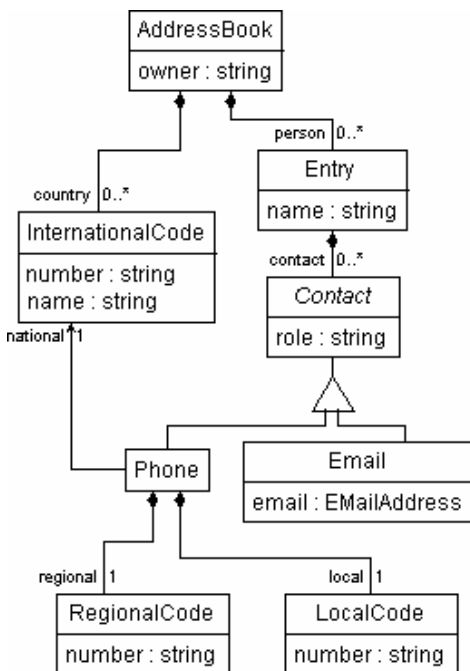 AddressBook
owner : string
person 0..*
Entry
name : string
country 0..*
InternationalCode
number : string
name : string
contact 0..*
Contact
role : string
national 1
Phone
Email
email : EMailAddress
regional 1
local 1
RegionalCode
number : string
LocalCode
number : string